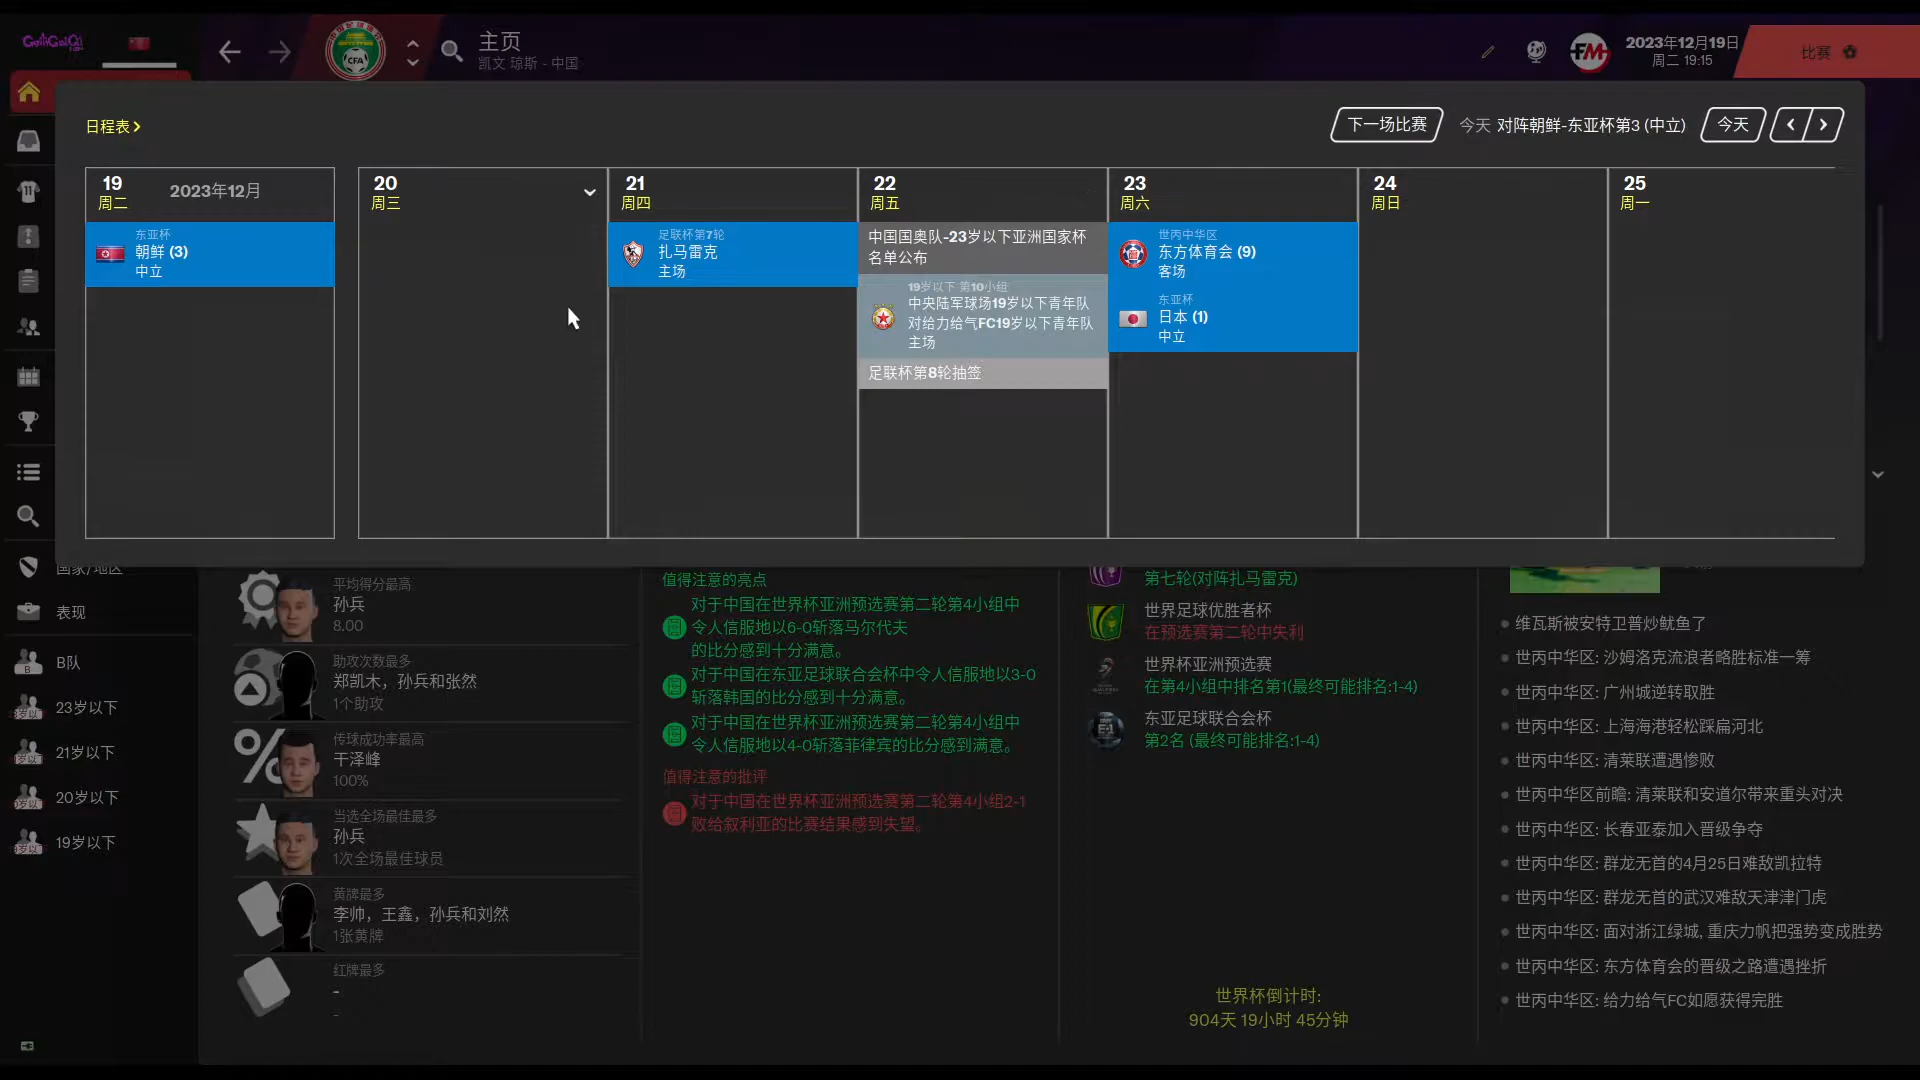 主页
凯文 琼斯 - 中国
2023年12月19日
周二 19:15
比赛
日程表
下一场比赛
今天 对阵朝鲜-东亚杯第3 (中立)
今天
19
周二
2023年12月
东亚杯
朝鲜 (3)
中立
20
周三
21
周四
足联杯第7轮
扎马雷克
主场
22
周五
中国国奥队-23岁以下亚洲国家杯
名单公布
19岁以下 第10小组
中央陆军球场19岁以下青年队
对给力给气FC19岁以下青年队
主场
足联杯第8轮抽签
23
周六
世丙中华区
东方体育会 (9)
客场
东亚杯
日本 (1)
中立
24
周日
25
周一
国家/地区
表现
B队
23岁以下
21岁以下
20岁以下
19岁以下
平均得分最高
孙兵
8.00
助攻次数最多
郑凯木，孙兵和张然
1个助攻
传球成功率最高
干泽峰
100%
当选全场最佳最多
孙兵
1次全场最佳球员
黄牌最多
李帅，王鑫，孙兵和刘然
1张黄牌
红牌最多
-
-
值得注意的亮点
对于中国在世界杯亚洲预选赛第二轮第4小组中
令人信服地以6-0斩落马尔代夫
的比分感到十分满意。
对于中国在东亚足球联合会杯中令人信服地以3-0
斩落韩国的比分感到十分满意。
对于中国在世界杯亚洲预选赛第二轮第4小组中
令人信服地以4-0斩落菲律宾的比分感到满意。
值得注意的批评
对于中国在世界杯亚洲预选赛第二轮第4小组2-1
败给叙利亚的比赛结果感到失望。
第七轮(对阵扎马雷克)
世界足球优胜者杯
在预选赛第二轮中失利
世界杯亚洲预选赛
在第4小组中排名第1(最终可能排名:1-4)
东亚足球联合会杯
第2名 (最终可能排名:1-4)
世界杯倒计时:
904天 19小时 45分钟
维瓦斯被安特卫普炒鱿鱼了
世丙中华区: 沙姆洛克流浪者略胜标准一筹
世丙中华区: 广州城逆转取胜
世丙中华区: 上海海港轻松踩扁河北
世丙中华区: 清莱联遭遇惨败
世丙中华区前瞻: 清莱联和安道尔带来重头对决
世丙中华区: 长春亚泰加入晋级争夺
世丙中华区: 群龙无首的4月25日难敌凯拉特
世丙中华区: 群龙无首的武汉难敌天津津门虎
世丙中华区: 面对浙江绿城, 重庆力帆把强势变成胜势
世丙中华区: 东方体育会的晋级之路遭遇挫折
世丙中华区: 给力给气FC如愿获得完胜